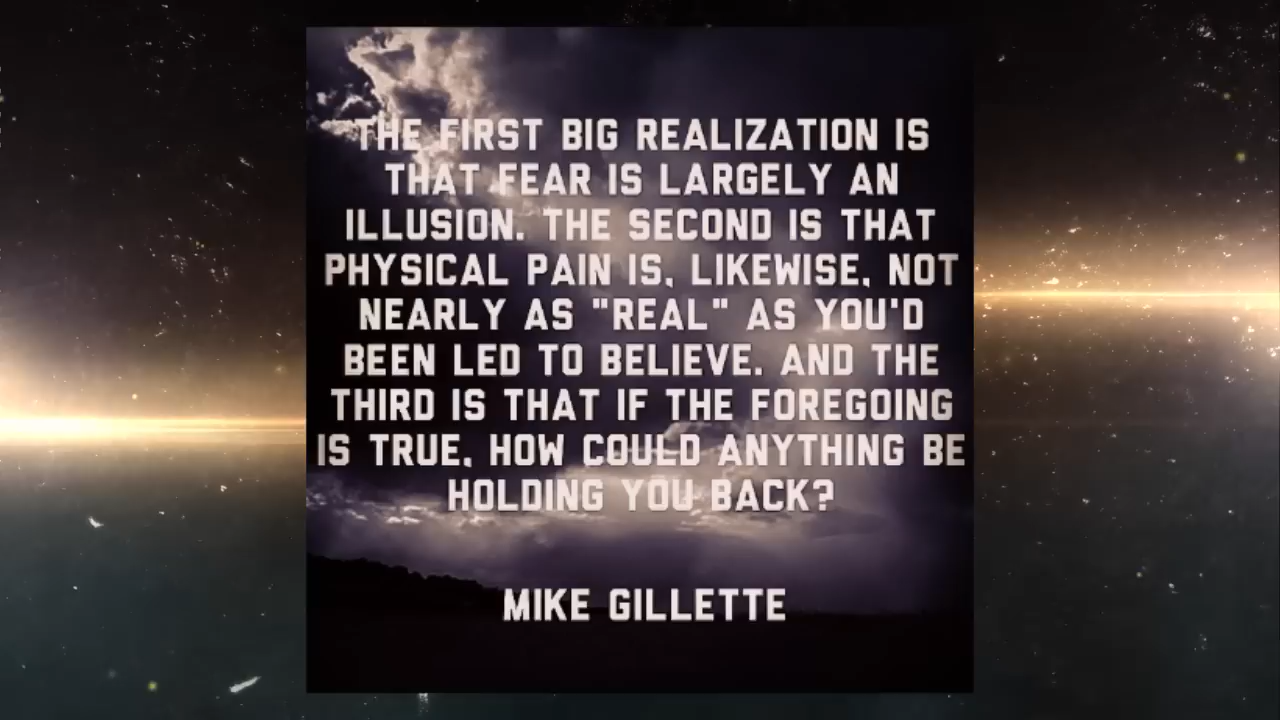 THE FIRST BIG REALIZATION IS
THAT FEAR IS LARGELY AN
ILLUSION. THE SECOND IS THAT
PHYSICAL PAIN IS, LIKEWISE, NOT
NEARLY AS "REAL" AS YOU'D
BEEN LED TO BELIEVE. AND THE
THIRD IS THAT IF THE FOREGOING
IS TRUE, HOW COULD ANYTHING BE
HOLDING YOU BACK?
MIKE GILLETTE